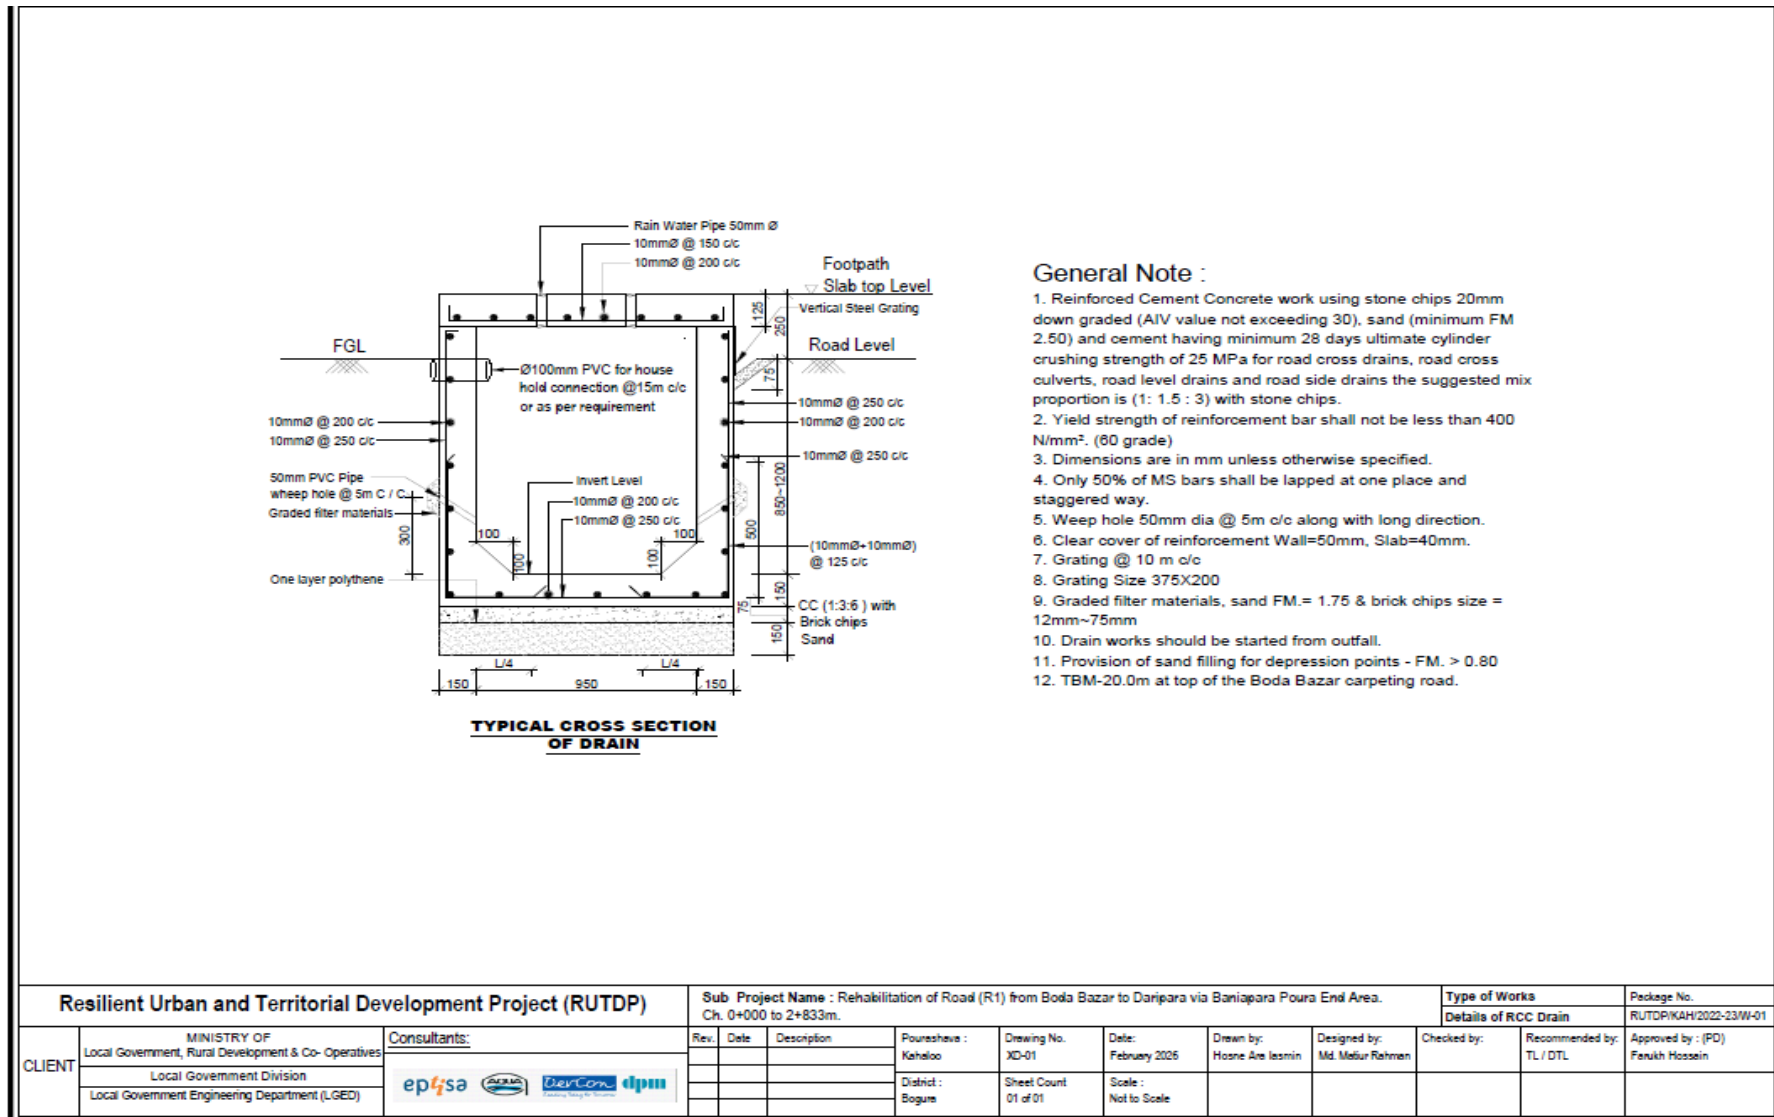 Rain Water Pipe 50mm Ø
10mmØ @ 150 c/c
10mmØ @ 200 c/c
Footpath
Slab top Level
Vertical Steel Grating
125
250
FGL
Road Level
Ø100mm PVC for house
hold connection @15m c/c
or as per requirement
75
10mmØ @ 250 c/c
10mmØ @ 200 c/c
10mmØ @ 200 c/c
10mmØ @ 250 c/c
10mmØ @ 250 c/c
50mm PVC Pipe
wheep hole @ 5m C / C
Graded filter materials
Invert Level
10mmØ @ 200 c/c
10mmØ @ 250 c/c
850~1200
500
300
100
100
100
100
(10mmØ+10mmØ)
@ 125 c/c
One layer polythene
150
75
CC (1:3:6 ) with
Brick chips
Sand
150
L/4
L/4
150
950
150
TYPICAL CROSS SECTION
OF DRAIN
General Note :
1. Reinforced Cement Concrete work using stone chips 20mm
down graded (AIV value not exceeding 30), sand (minimum FM
2.50) and cement having minimum 28 days ultimate cylinder
crushing strength of 25 MPa for road cross drains, road cross
culverts, road level drains and road side drains the suggested mix
proportion is (1: 1.5 : 3) with stone chips.
2. Yield strength of reinforcement bar shall not be less than 400
N/mm². (60 grade)
3. Dimensions are in mm unless otherwise specified.
4. Only 50% of MS bars shall be lapped at one place and
staggered way.
5. Weep hole 50mm dia @ 5m c/c along with long direction.
6. Clear cover of reinforcement Wall=50mm, Slab=40mm.
7. Grating @ 10 m c/c
8. Grating Size 375X200
9. Graded filter materials, sand FM.= 1.75 & brick chips size =
12mm~75mm
10. Drain works should be started from outfall.
11. Provision of sand filling for depression points - FM. > 0.80
12. TBM-20.0m at top of the Boda Bazar carpeting road.
Resilient Urban and Territorial Development Project (RUTDP)
Sub Project Name : Rehabilitation of Road (R1) from Boda Bazar to Daripara via Baniapara Poura End Area.
Ch. 0+000 to 2+833m.
Type of Works
Details of RCC Drain
Package No.
RUTDP/KAH/2022-23/W-01
CLIENT
MINISTRY OF
Local Government, Rural Development & Co- Operatives
Local Government Division
Local Government Engineering Department (LGED)
Consultants:
eptisa
AQUA
DevCon
dpm
Rev.
Date
Description
Pourashava :
Kahaloo
District :
Bogura
Drawing No.
XD-01
Sheet Count
01 of 01
Date:
February 2025
Scale :
Not to Scale
Drawn by:
Hosne Ara Iasmin
Designed by:
Md. Matiur Rahman
Checked by:
Recommended by:
TL / DTL
Approved by : (PD)
Farukh Hossain